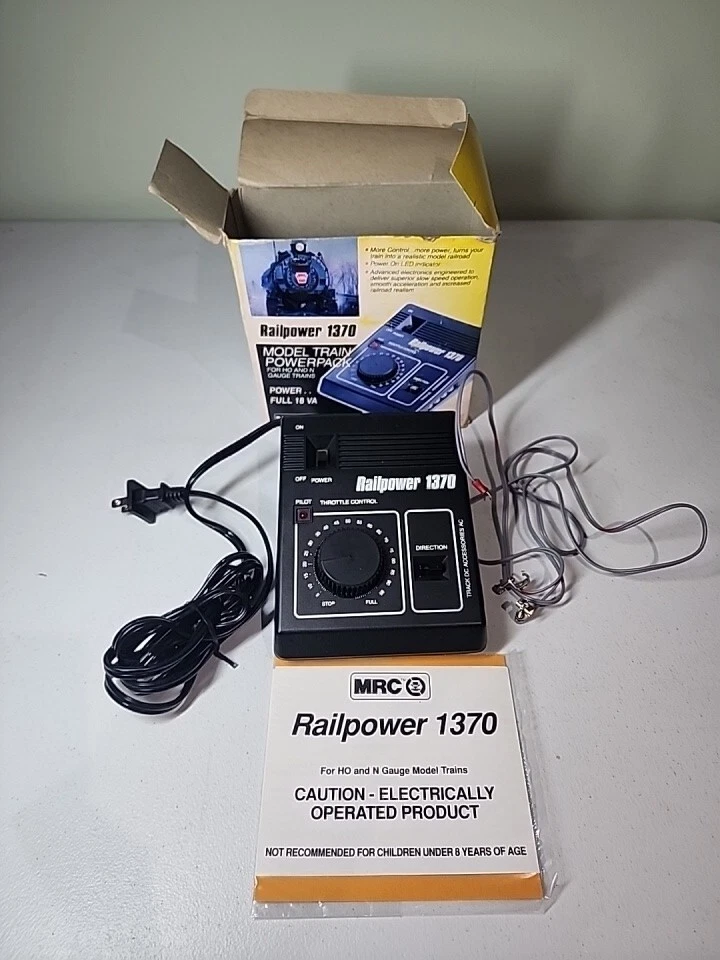 • More Control...more power, turns your
train into a realistic model railroad
• Power On LED indicator
• Advanced electronics engineered to
deliver superior slow speed operation,
smooth acceleration and increased
railroad realism
Railpower 1370
MODEL TRAIN
POWERPACK
FOR HO AND N
GAUGE TRAINS
POWER . .
FULL 18 VA
Railpower 1370
ON
OFF POWER
Railpower 1370
PILOT THROTTLE CONTROL
DIRECTION
STOP FULL
TRACK DC ACCESSORIES AC
MRC
Railpower 1370
For HO and N Gauge Model Trains
CAUTION - ELECTRICALLY
OPERATED PRODUCT
NOT RECOMMENDED FOR CHILDREN UNDER 8 YEARS OF AGE